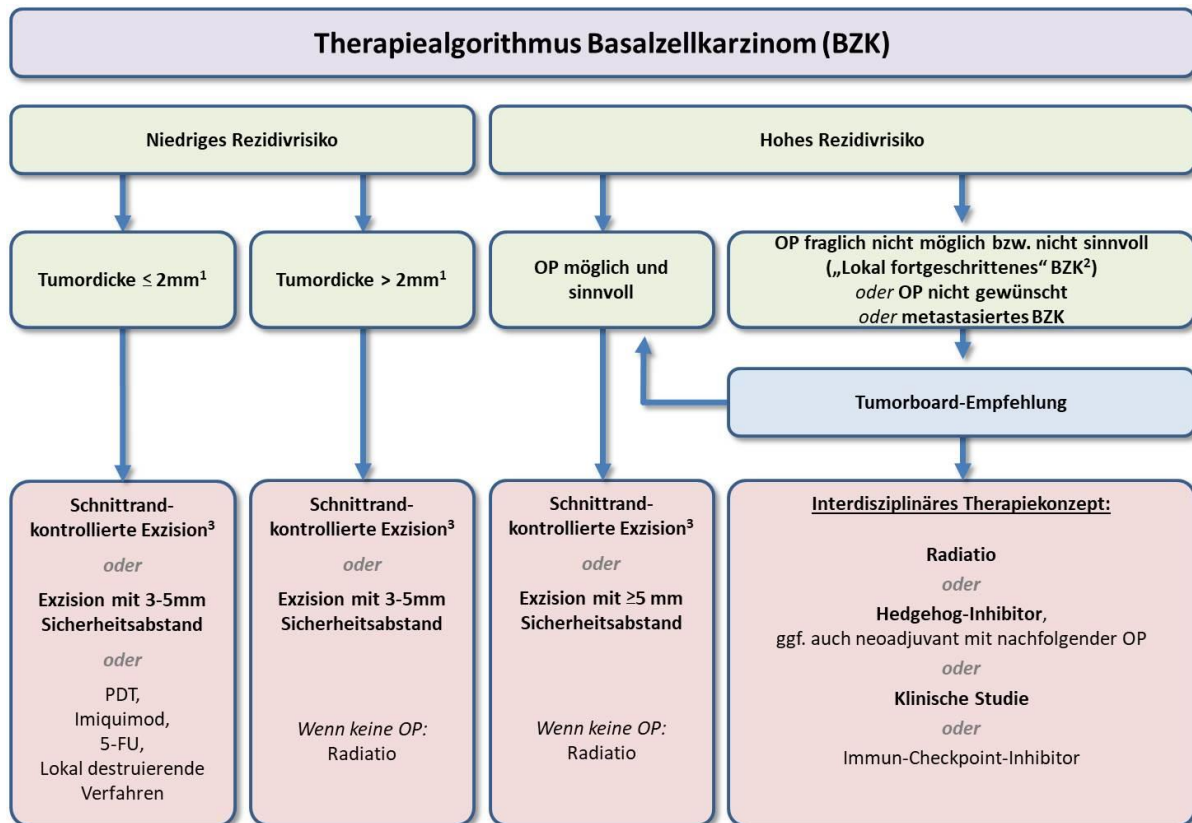 Therapiealgorithmus Basalzellkarzinom (BZK)
Niedriges Rezidivrisiko
Hohes Rezidivrisiko
Tumordicke ≤ 2mm¹
Tumordicke > 2mm¹
OP möglich und
sinnvoll
OP fraglich nicht möglich bzw. nicht sinnvoll
(„Lokal fortgeschrittenes“ BZK²)
oder OP nicht gewünscht
oder metastasiertes BZK
Tumorboard-Empfehlung
Schnittrand-
kontrollierte Exzision³
oder
Exzision mit 3-5mm
Sicherheitsabstand
oder
PDT,
Imiquimod,
5-FU,
Lokal destruierende
Verfahren
Schnittrand-
kontrollierte Exzision³
oder
Exzision mit 3-5mm
Sicherheitsabstand
Wenn keine OP:
Radiatio
Schnittrand-
kontrollierte Exzision³
oder
Exzision mit ≥5 mm
Sicherheitsabstand
Wenn keine OP:
Radiatio
Interdisziplinäres Therapiekonzept:
Radiatio
oder
Hedgehog-Inhibitor,
ggf. auch neoadjuvant mit nachfolgender OP
oder
Klinische Studie
oder
Immun-Checkpoint-Inhibitor